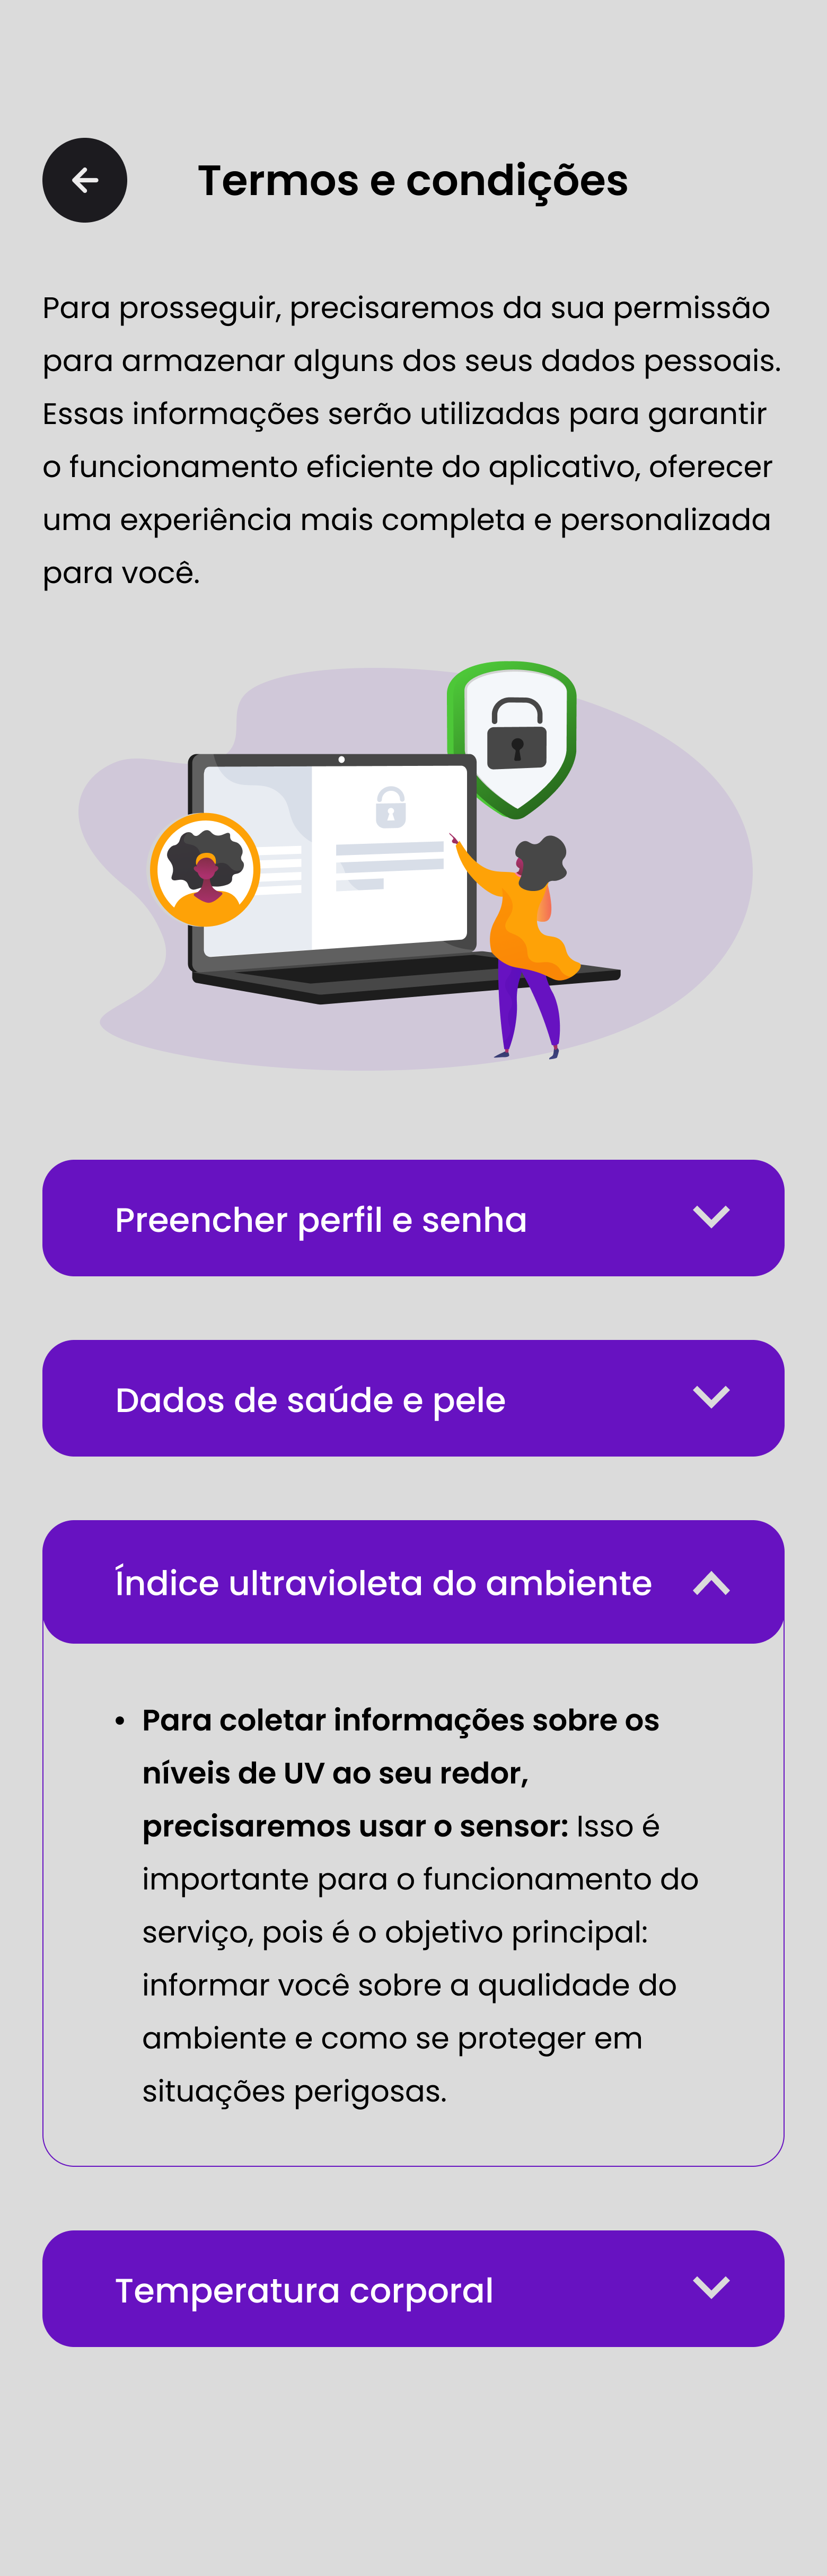 Termos e condições
Para prosseguir, precisaremos da sua permissão
para armazenar alguns dos seus dados pessoais.
Essas informações serão utilizadas para garantir
o funcionamento eficiente do aplicativo, oferecer
uma experiência mais completa e personalizada
para você.
Preencher perfil e senha
Dados de saúde e pele
Índice ultravioleta do ambiente
• Para coletar informações sobre os
níveis de UV ao seu redor,
precisaremos usar o sensor: Isso é
importante para o funcionamento do
serviço, pois é o objetivo principal:
informar você sobre a qualidade do
ambiente e como se proteger em
situações perigosas.
Temperatura corporal